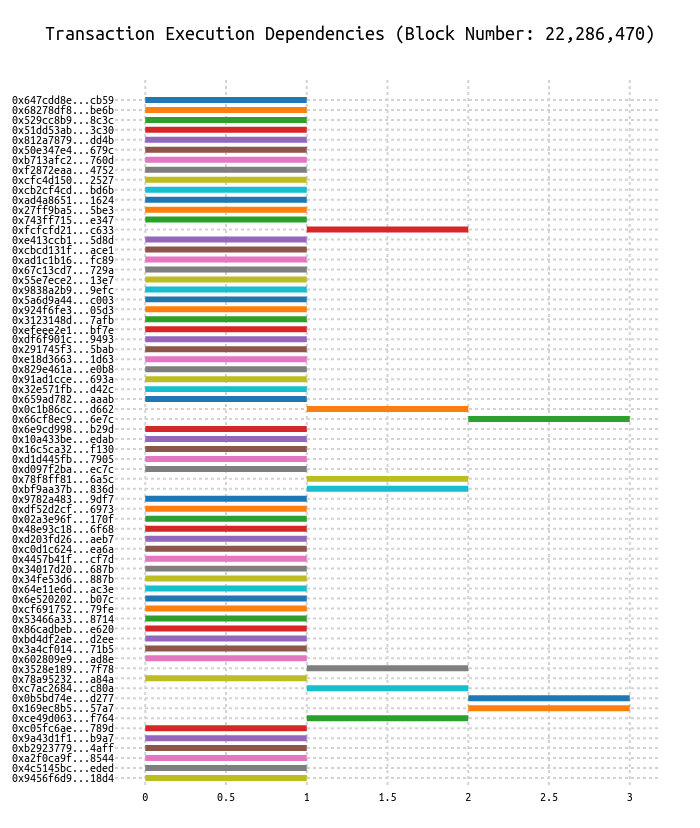 Transaction Execution Dependencies (Block Number: 22,286,470)
0x647cdd8e...cb59
0x68278df8...be6b
0x529cc8b9...8c3c
0x51dd53ab...3c30
0x812a7879...dd4b
0x50e347e4...679c
0xb713afc2...760d
0xf2872eaa...4752
0xcfc4d150...2527
0xcb2cf4cd...bd6b
0xad4a8651...1624
0x27ff9ba5...5be3
0x743ff715...e347
0xfcfcfd21...c633
0xe413ccb1...5d8d
0xcbcd131f...ace1
0xad1c1b16...fc89
0x67c13cd7...729a
0x55e7ece2...13e7
0x9838a2b9...9efc
0x5a6d9a44...c003
0x924f6fe3...05d3
0x3123148d...7afb
0xefeee2e1...bf7e
0xdf6f901c...9493
0x291745f3...5bab
0xe18d3663...1d63
0x829e461a...e0b8
0x91ad1cce...693a
0x32e571fb...d42c
0x659ad782...aaab
0x0c1b86cc...d662
0x66cf8ec9...6e7c
0x6e9cd998...b29d
0x10a433be...edab
0x16c5ca32...f130
0xd1d445fb...7905
0xd097f2ba...ec7c
0x78f8ff81...6a5c
0xbf9aa37b...836d
0x9782a483...9df7
0xdf52d2cf...6973
0x02a3e96f...170f
0x48e93c18...6f68
0xd203fd26...aeb7
0xc0d1c624...ea6a
0x4457b41f...cf7d
0x34017d20...687b
0x34fe53d6...887b
0x64e11e6d...ac3e
0x6e520202...b07c
0xcf691752...79fe
0x53466a33...8714
0x86cadbeb...e620
0xbd4df2ae...d2ee
0x3a4cf014...71b5
0x602809e9...ad8e
0x3528e189...7f78
0x78a95232...a84a
0xc7ac2684...c80a
0x0b5bd74e...d277
0x169ec8b5...57a7
0xce49d063...f764
0xc05fc6ae...789d
0x9a43d1f1...b9a7
0xb2923779...4aff
0xa2f0ca9f...8544
0x4c5145bc...eded
0x9456f6d9...18d4
0 0.5 1 1.5 2 2.5 3